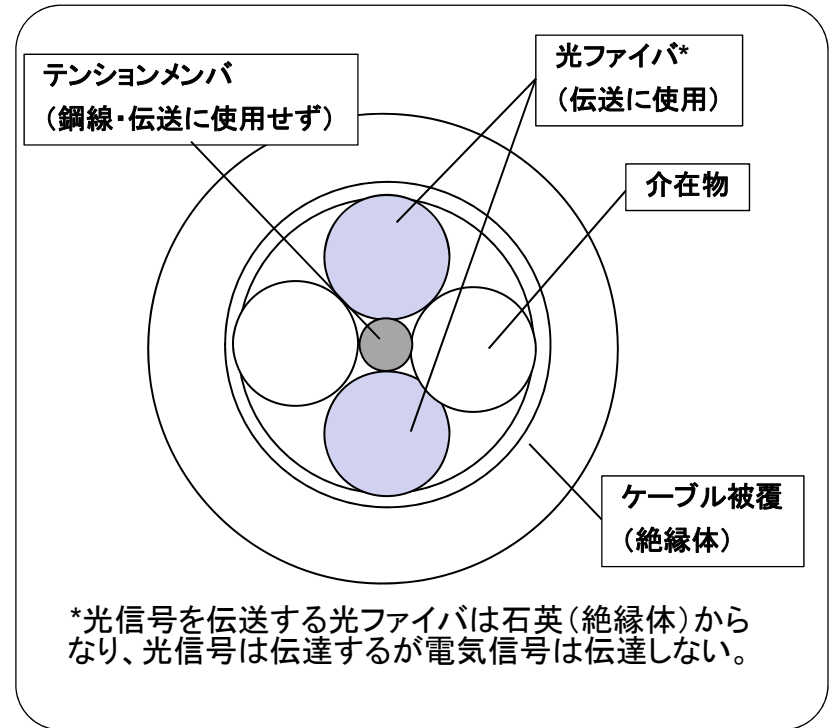 テンションメンバ
（鋼線・伝送に使用せず）
光ファイバ*
（伝送に使用）
介在物
ケーブル被覆
（絶縁体）
*光信号を伝送する光ファイバは石英（絶縁体）から
なり、光信号は伝達するが電気信号は伝達しない。